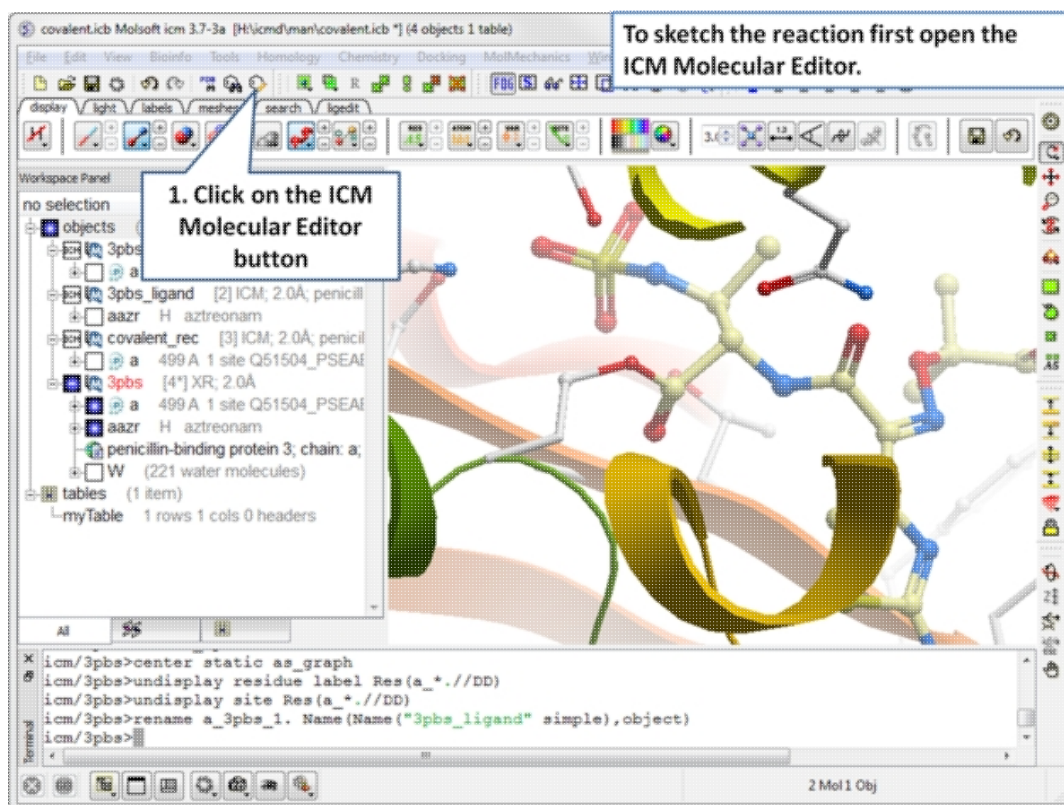 covalent.icb Molsoft icm 3.7-3a [H:\icmd\man\covalent.icb *] (4 objects 1 table)
To sketch the reaction first open the
ICM Molecular Editor.
File Edit View Bioinfo Tools Homology Chemistry Docking MolMechanics
display light labels meshes search ligedit
Workspace Panel
1. Click on the ICM
Molecular Editor
button
no selection
objects
3pbs
a
3pbs_ligand [2] ICM; 2.0Å; penicill
aazr H aztreonam
covalent_rec [3] ICM; 2.0Å; penic
a 499 A 1 site Q51504_PSEAE
3pbs [4*] XR; 2.0Å
a 499 A 1 site Q51504_PSEAE
aazr H aztreonam
penicillin-binding protein 3; chain: a;
W (221 water molecules)
tables (1 item)
myTable 1 rows 1 cols 0 headers
All
icm/3pbs>center static as_graph
icm/3pbs>undisplay residue label Res(a_*.//DD)
icm/3pbs>undisplay site Res(a_*.//DD)
icm/3pbs>rename a_3pbs_1. Name(Name("3pbs_ligand" simple),object)
icm/3pbs>
Terminal
2 Mol 1 Obj